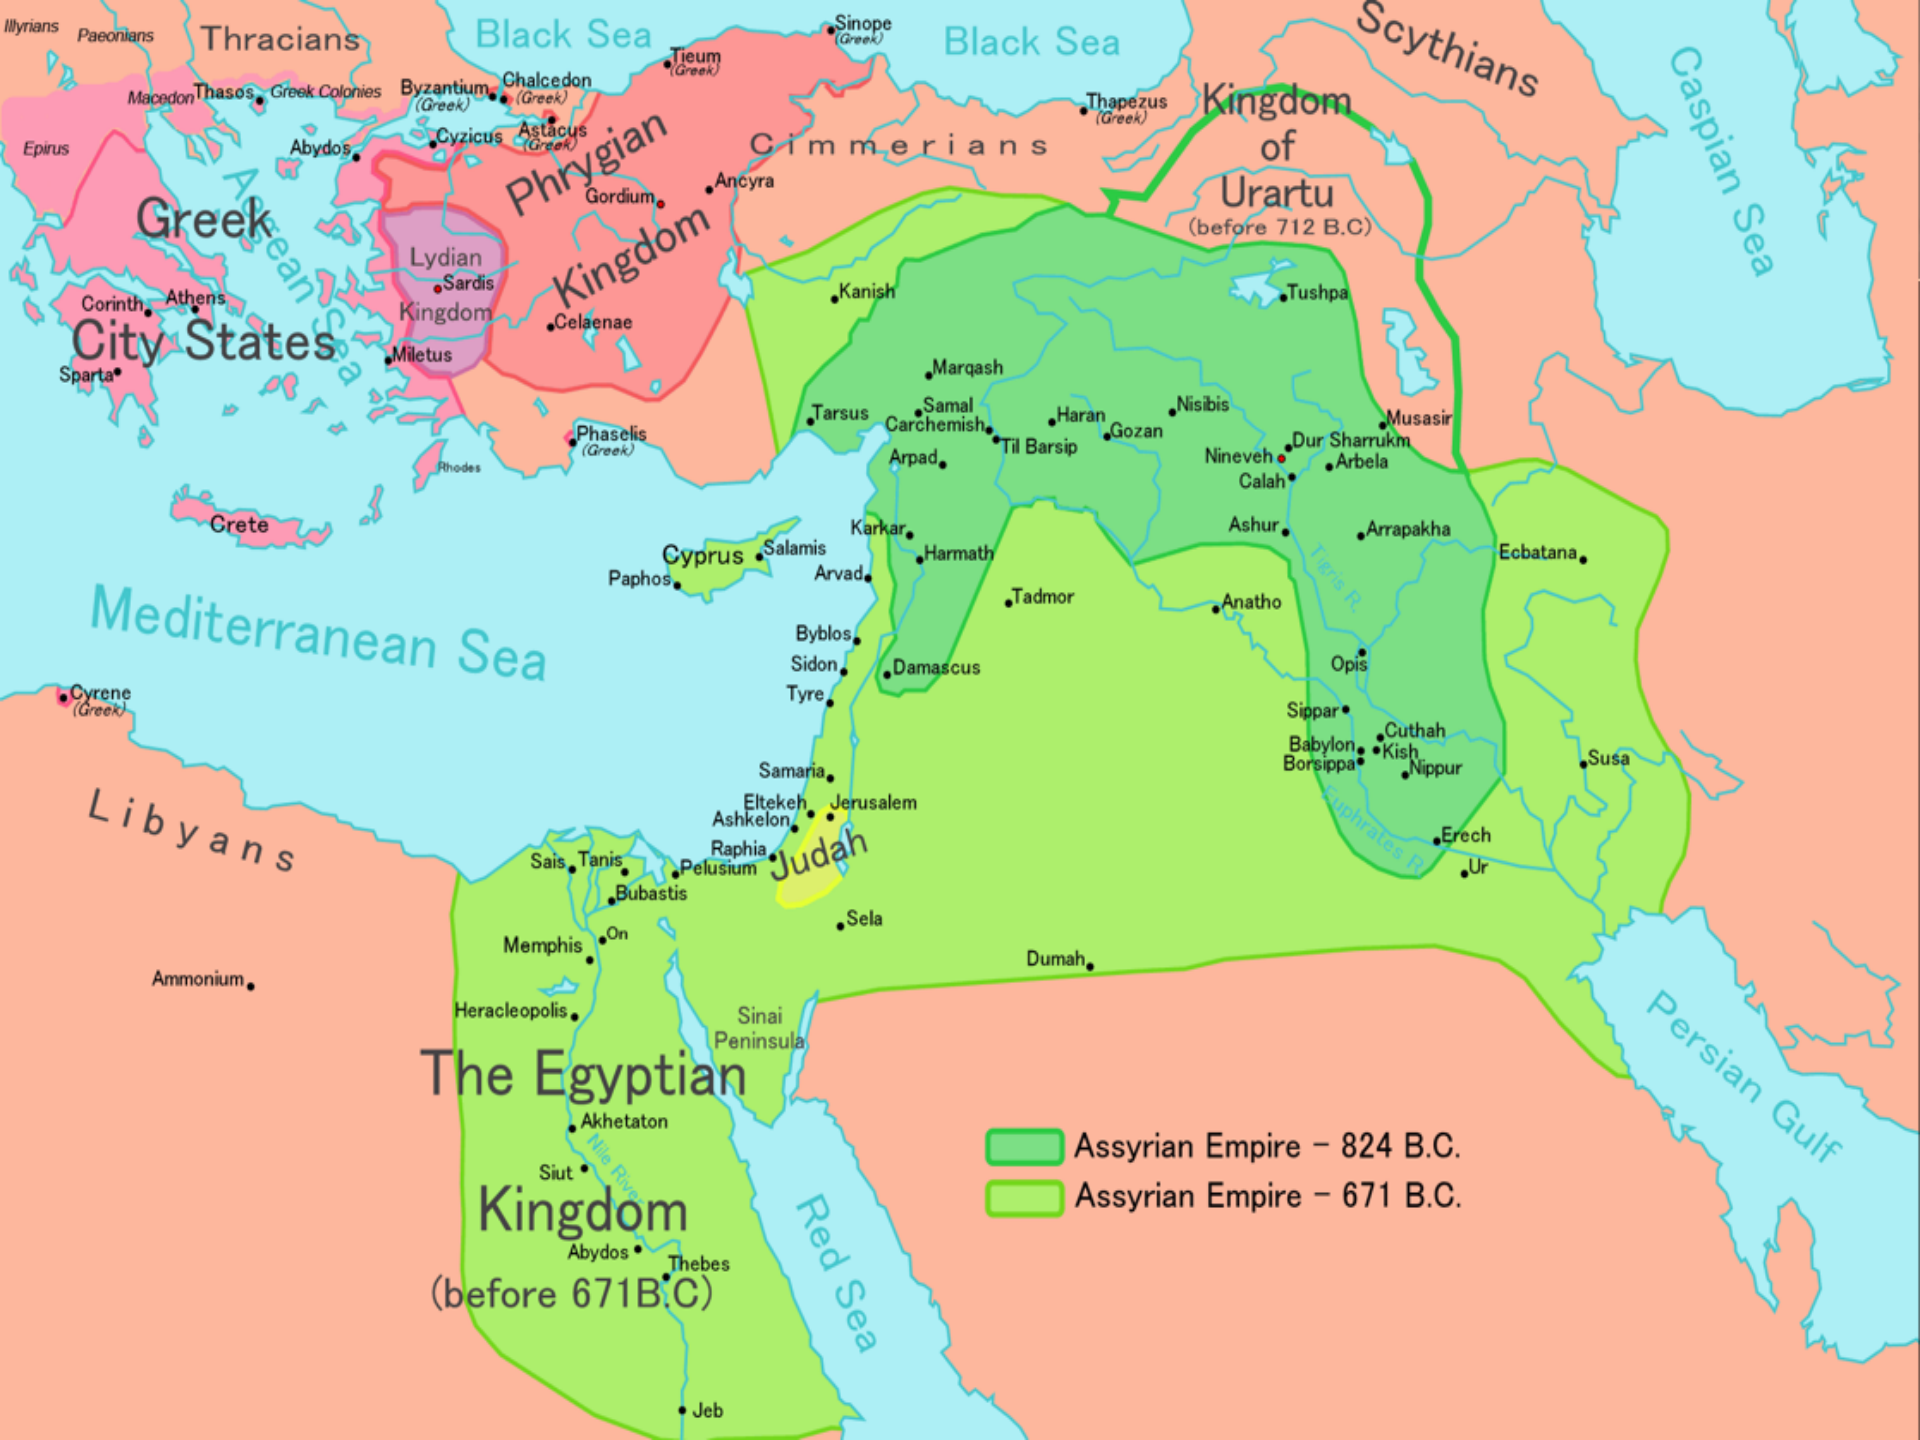 Illyrians
Paeonians
Thracians
Black Sea
Sinope
(Greek)
Black Sea
Scythians
Caspian Sea
Tieum
(Greek)
Macedon
Thasos
Greek Colonies
Byzantium
(Greek)
Chalcedon
(Greek)
Astacus
(Greek)
Cyzicus
Abydos
Epirus
Thapezus
(Greek)
Cimmerians
Kingdom
of
Urartu
(before 712 B.C)
Phrygian
Kingdom
Gordium
Ancyra
Greek
City States
Aegean Sea
Lydian
Kingdom
Sardis
Celaenae
Corinth
Athens
Miletus
Sparta
Kanish
Tushpa
Marqash
Tarsus
Samal
Carchemish
Haran
Gozan
Nisibis
Musasir
Til Barsip
Dur Sharrukm
Nineveh
Arbela
Calah
Arpad
Phaselis
(Greek)
Rhodes
Crete
Cyprus
Salamis
Paphos
Karkar
Harmath
Arvad
Ashur
Arrapakha
Ecbatana
Tigris R.
Tadmor
Anatho
Mediterranean Sea
Byblos
Sidon
Tyre
Damascus
Opis
Cyrene
(Greek)
Sippar
Cuthah
Babylon
Kish
Borsippa
Nippur
Susa
Euphrates R.
Erech
Ur
Samaria
Eltekeh
Jerusalem
Ashkelon
Raphia
Judah
Libyans
Sais
Tanis
Pelusium
Bubastis
Sela
On
Memphis
Dumah
Ammonium
Heracleopolis
Sinai
Peninsula
Persian Gulf
The Egyptian
Kingdom
(before 671B.C)
Akhetaton
Nile River
Siut
Abydos
Thebes
Jeb
Red Sea
Assyrian Empire - 824 B.C.
Assyrian Empire - 671 B.C.